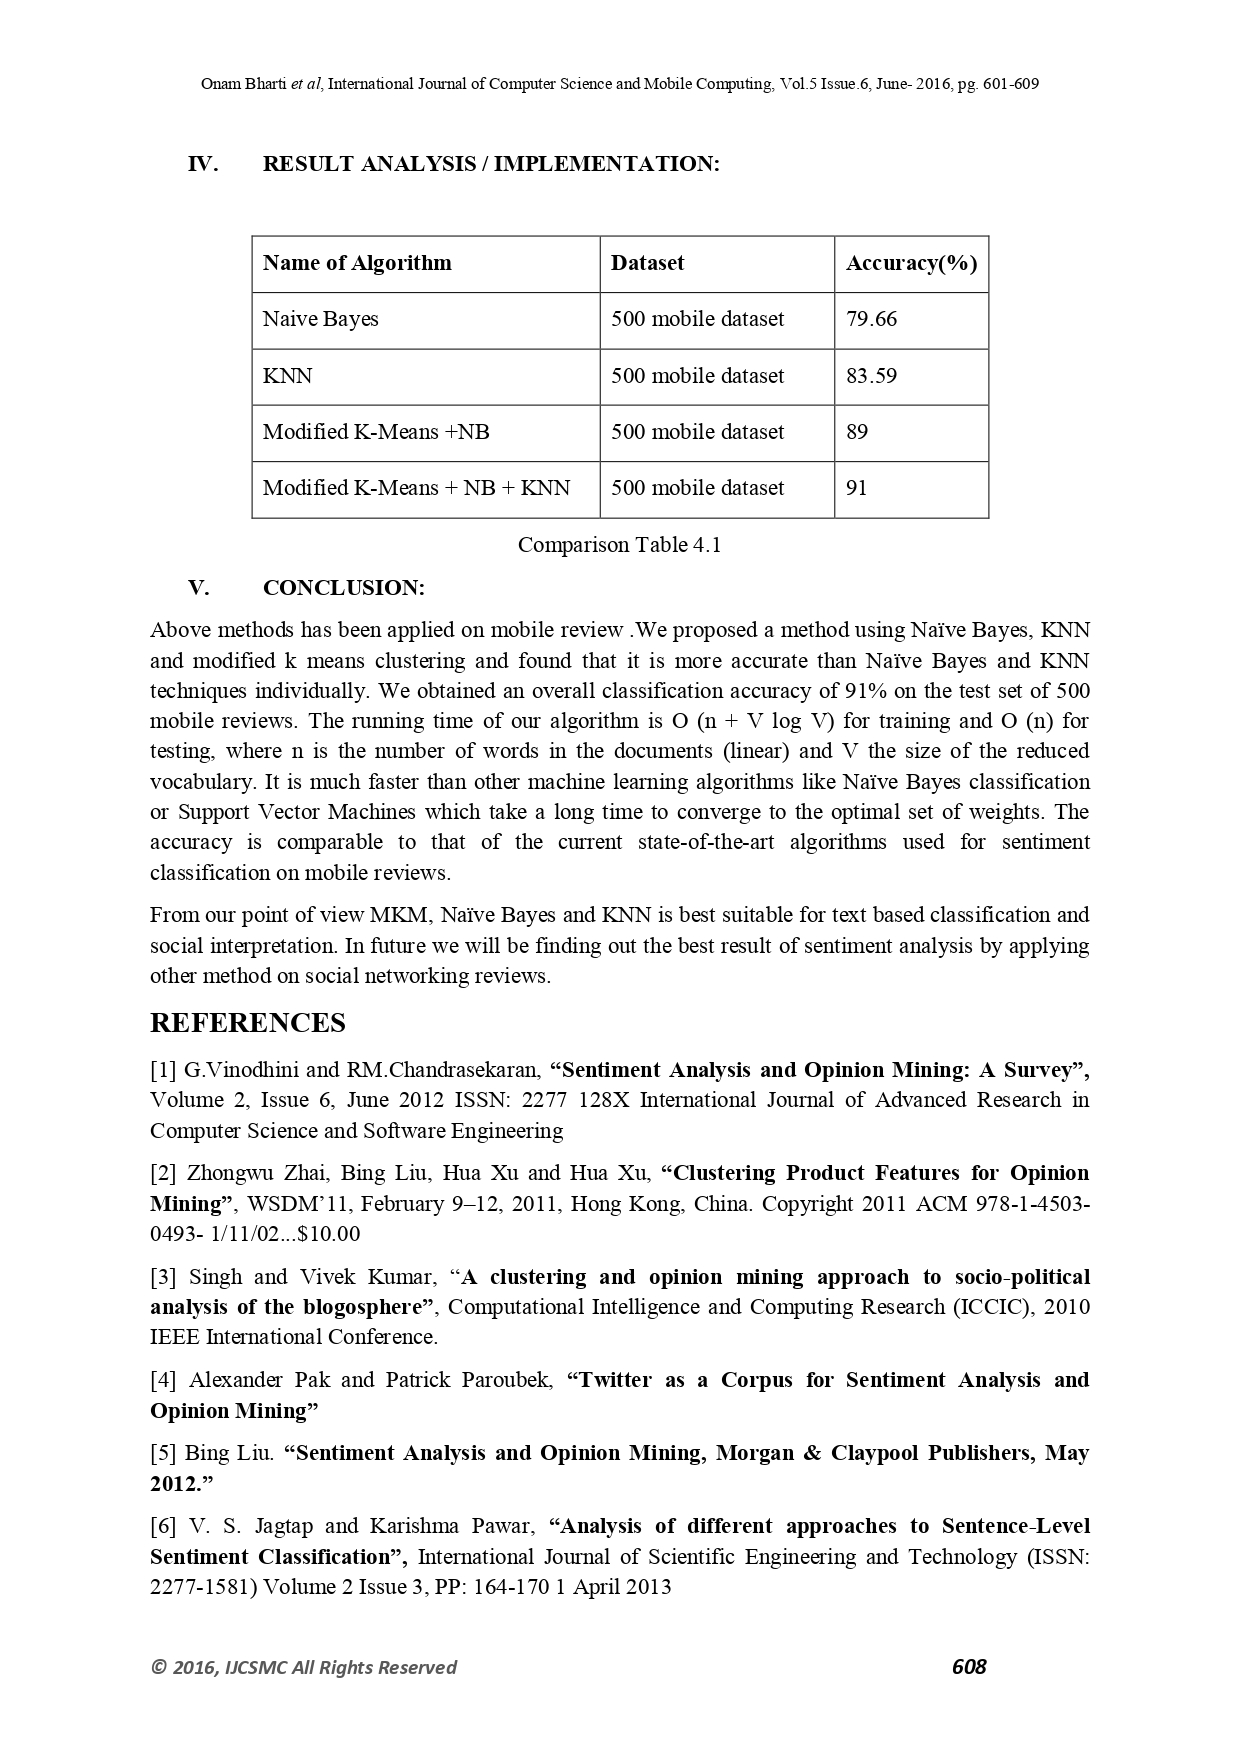 Onam Bharti et al, International Journal of Computer Science and Mobile Computing, Vol.5 Issue.6, June- 2016, pg. 601-609
IV. RESULT ANALYSIS / IMPLEMENTATION:
Name of Algorithm Dataset Accuracy(%)
Naive Bayes 500 mobile dataset 79.66
KNN 500 mobile dataset 83.59
Modified K-Means +NB 500 mobile dataset 89
Modified K-Means + NB + KNN 500 mobile dataset 91
Comparison Table 4.1
V. CONCLUSION:
Above methods has been applied on mobile review .We proposed a method using Naïve Bayes, KNN
and modified k means clustering and found that it is more accurate than Naïve Bayes and KNN
techniques individually. We obtained an overall classification accuracy of 91% on the test set of 500
mobile reviews. The running time of our algorithm is O (n + V log V) for training and O (n) for
testing, where n is the number of words in the documents (linear) and V the size of the reduced
vocabulary. It is much faster than other machine learning algorithms like Naïve Bayes classification
or Support Vector Machines which take a long time to converge to the optimal set of weights. The
accuracy is comparable to that of the current state-of-the-art algorithms used for sentiment
classification on mobile reviews.
From our point of view MKM, Naïve Bayes and KNN is best suitable for text based classification and
social interpretation. In future we will be finding out the best result of sentiment analysis by applying
other method on social networking reviews.
REFERENCES
[1] G.Vinodhini and RM.Chandrasekaran, “Sentiment Analysis and Opinion Mining: A Survey”,
Volume 2, Issue 6, June 2012 ISSN: 2277 128X International Journal of Advanced Research in
Computer Science and Software Engineering
[2] Zhongwu Zhai, Bing Liu, Hua Xu and Hua Xu, “Clustering Product Features for Opinion
Mining”, WSDM’11, February 9–12, 2011, Hong Kong, China. Copyright 2011 ACM 978-1-4503-
0493- 1/11/02...$10.00
[3] Singh and Vivek Kumar, “A clustering and opinion mining approach to socio-political
analysis of the blogosphere”, Computational Intelligence and Computing Research (ICCIC), 2010
IEEE International Conference.
[4] Alexander Pak and Patrick Paroubek, “Twitter as a Corpus for Sentiment Analysis and
Opinion Mining”
[5] Bing Liu. “Sentiment Analysis and Opinion Mining, Morgan & Claypool Publishers, May
2012.”
[6] V. S. Jagtap and Karishma Pawar, “Analysis of different approaches to Sentence-Level
Sentiment Classification”, International Journal of Scientific Engineering and Technology (ISSN:
2277-1581) Volume 2 Issue 3, PP: 164-170 1 April 2013
© 2016, IJCSMC All Rights Reserved 608